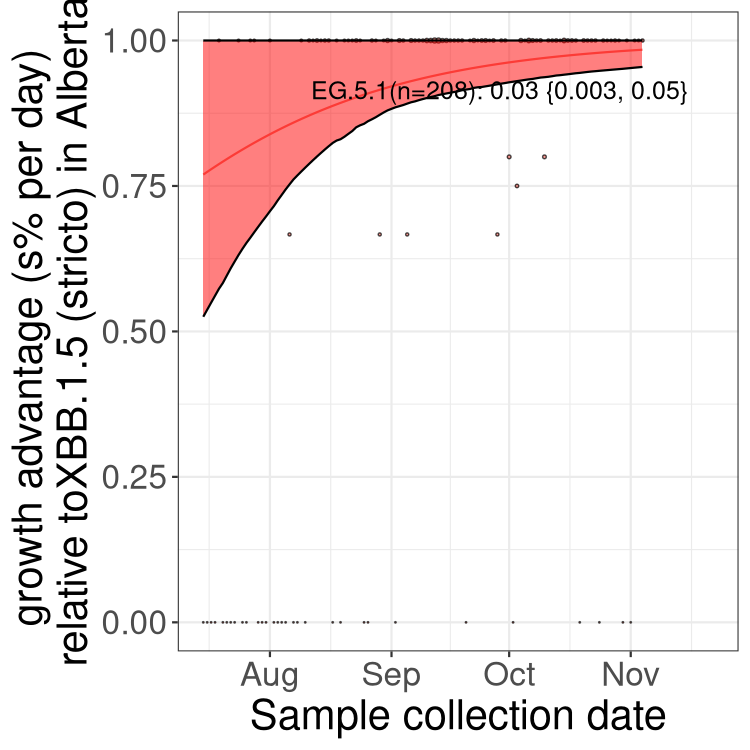 growth advantage (s% per day)
relative toXBB.1.5 (stricto) in Alberta
1.00
0.75
0.50
0.25
0.00
EG.5.1(n=208): 0.03 {0.003, 0.05}
Aug Sep Oct Nov
Sample collection date